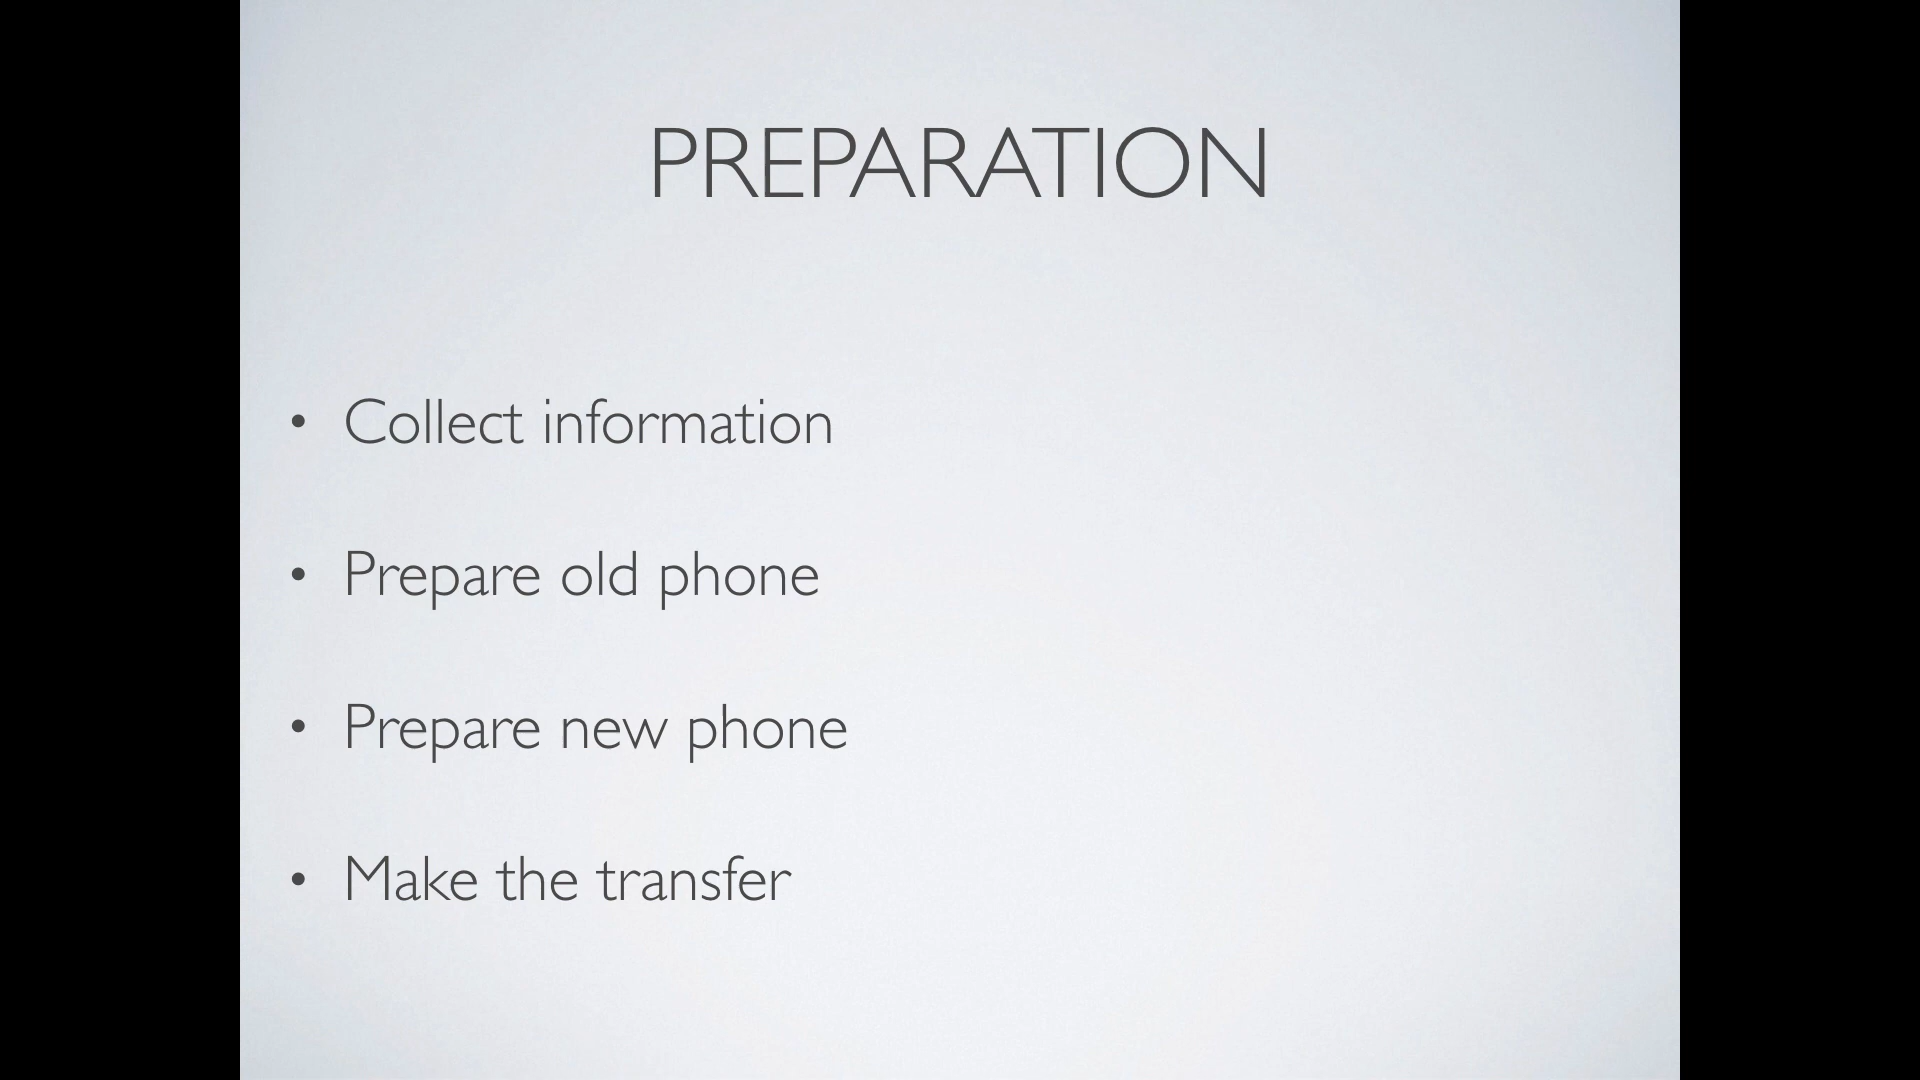 PREPARATION
• Collect information
• Prepare old phone
• Prepare new phone
• Make the transfer